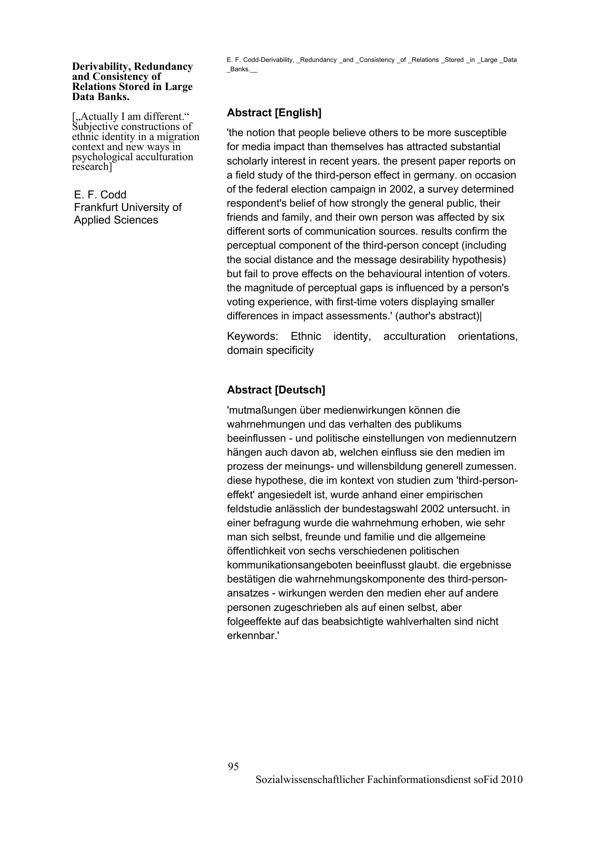 Derivability, Redundancy
and Consistency of
Relations Stored in Large
Data Banks.
[„Actually I am different.“
Subjective constructions of
ethnic identity in a migration
context and new ways in
psychological acculturation
research]
E. F. Codd
Frankfurt University of
Applied Sciences
E. F. Codd-Derivability, _Redundancy _and _Consistency _of _Relations _Stored _in _Large _Data
_Banks.__
Abstract [English]
'the notion that people believe others to be more susceptible
for media impact than themselves has attracted substantial
scholarly interest in recent years. the present paper reports on
a field study of the third-person effect in germany. on occasion
of the federal election campaign in 2002, a survey determined
respondent's belief of how strongly the general public, their
friends and family, and their own person was affected by six
different sorts of communication sources. results confirm the
perceptual component of the third-person concept (including
the social distance and the message desirability hypothesis)
but fail to prove effects on the behavioural intention of voters.
the magnitude of perceptual gaps is influenced by a person's
voting experience, with first-time voters displaying smaller
differences in impact assessments.' (author's abstract)|
Keywords: Ethnic identity, acculturation orientations,
domain specificity
Abstract [Deutsch]
'mutmaßungen über medienwirkungen können die
wahrnehmungen und das verhalten des publikums
beeinflussen - und politische einstellungen von mediennutzern
hängen auch davon ab, welchen einfluss sie den medien im
prozess der meinungs- und willensbildung generell zumessen.
diese hypothese, die im kontext von studien zum 'third-person-
effekt' angesiedelt ist, wurde anhand einer empirischen
feldstudie anlässlich der bundestagswahl 2002 untersucht. in
einer befragung wurde die wahrnehmung erhoben, wie sehr
man sich selbst, freunde und familie und die allgemeine
öffentlichkeit von sechs verschiedenen politischen
kommunikationsangeboten beeinflusst glaubt. die ergebnisse
bestätigen die wahrnehmungskomponente des third-person-
ansatzes - wirkungen werden den medien eher auf andere
personen zugeschrieben als auf einen selbst, aber
folgeeffekte auf das beabsichtigte wahlverhalten sind nicht
erkennbar.'
95
Sozialwissenschaftlicher Fachinformationsdienst soFid 2010